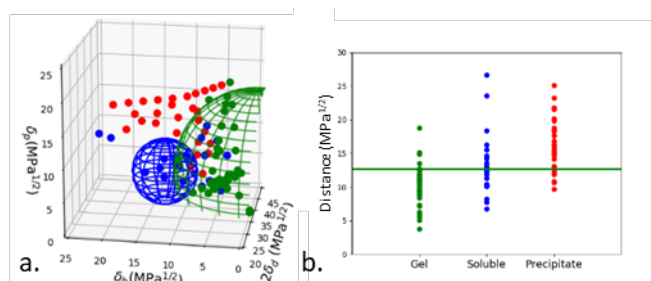 25
20
15
10
5
0
δp(MPa1/2)
25 20 15 10 5 0
δh(MPa1/2)
45
40
35
30
25
2δd (MPa1/2)
a.
30
25
20
15
10
5
0
Distance (MPa1/2)
Gel Soluble Precipitate
b.